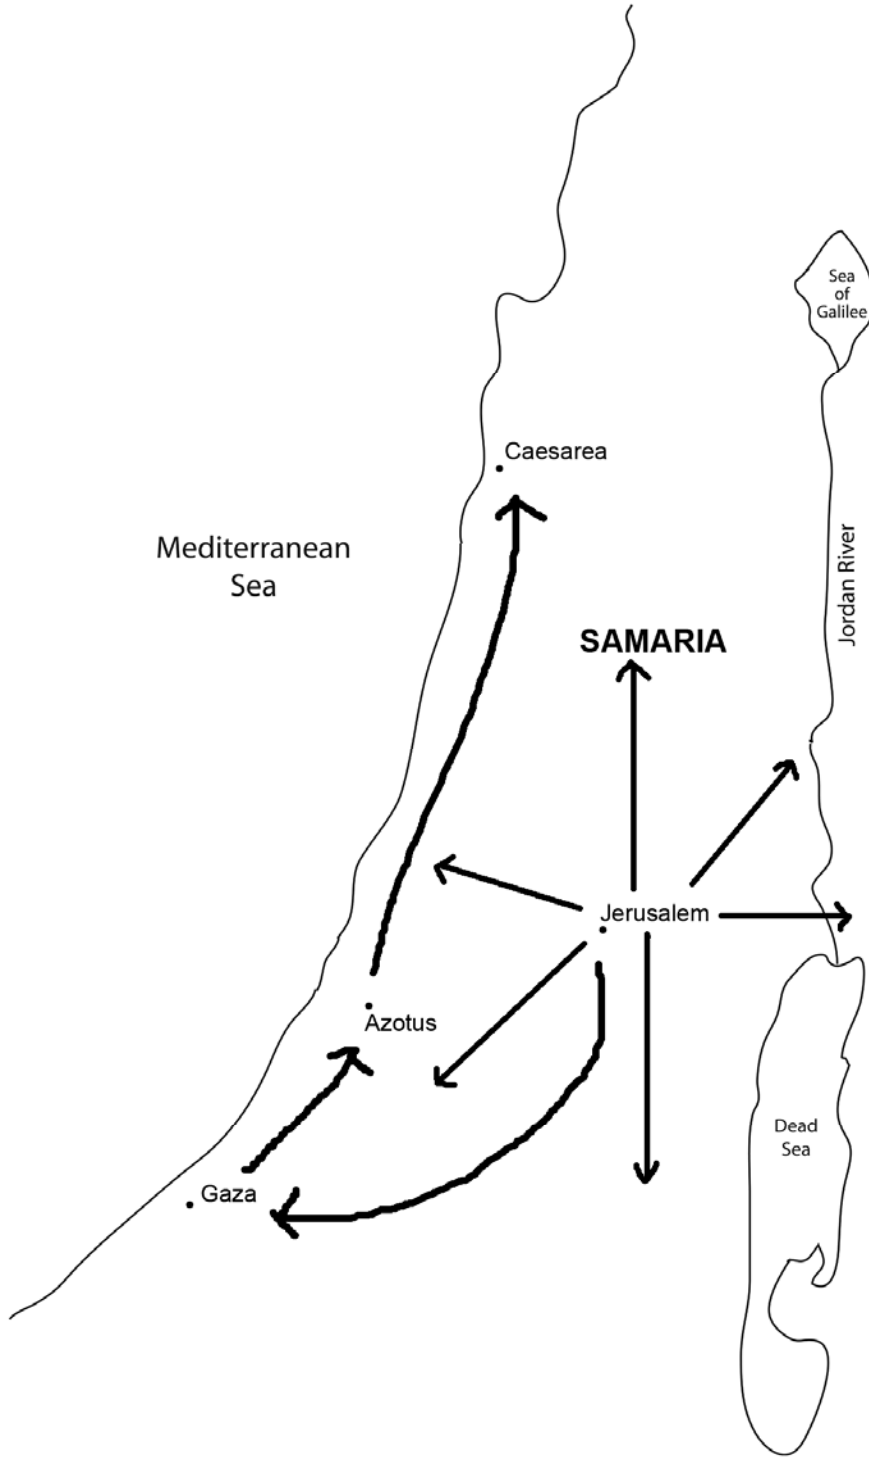 Sea
of
Galilee
Caesarea
Mediterranean
Sea
Jordan River
SAMARIA
Jerusalem
Azotus
Dead
Sea
Gaza